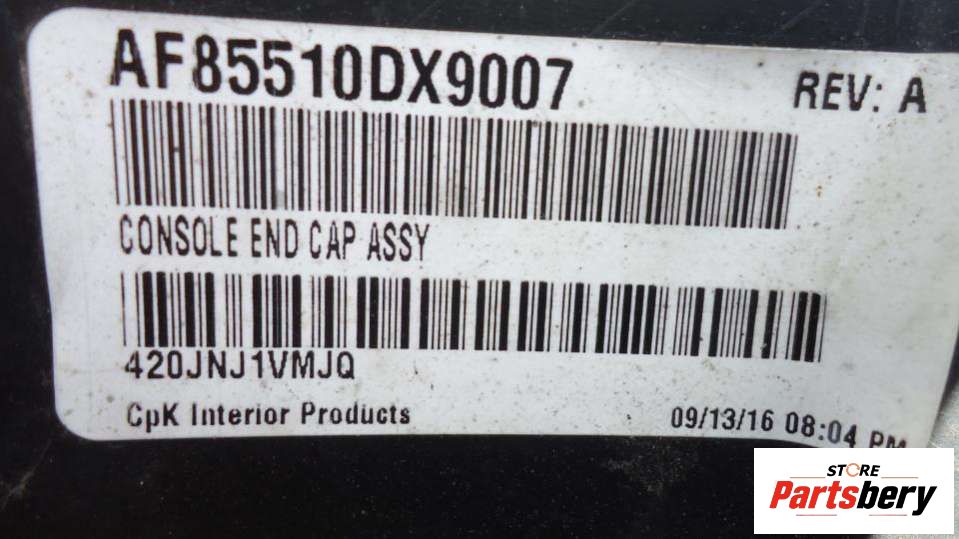 AF85510DX9007
REV: A
CONSOLE END CAP ASSY
420JNJ1VMJQ
CpK Interior Products
09/13/16 08:04 PM
STORE
Partsbery